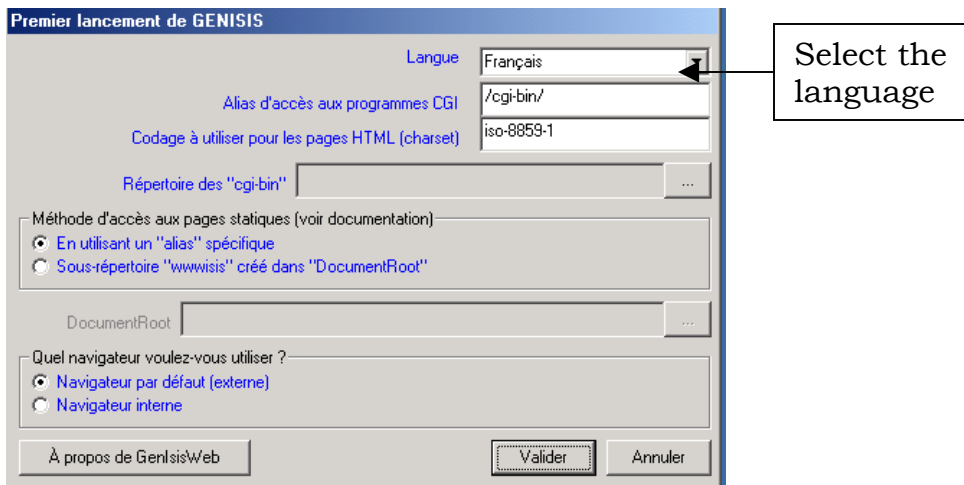 Premier lancement de GENISIS
Langue Français
Select the
language
Alias d'accès aux programmes CGI /cgi-bin/
Codage à utiliser pour les pages HTML (charset) iso-8859-1
Répertoire des "cgi-bin" ...
Méthode d'accès aux pages statiques (voir documentation)
En utilisant un "alias" spécifique
Sous-répertoire "wwwisis" créé dans "DocumentRoot"
DocumentRoot ...
Quel navigateur voulez-vous utiliser ?
Navigateur par défaut (externe)
Navigateur interne
À propos de GenIsisWeb Valider Annuler